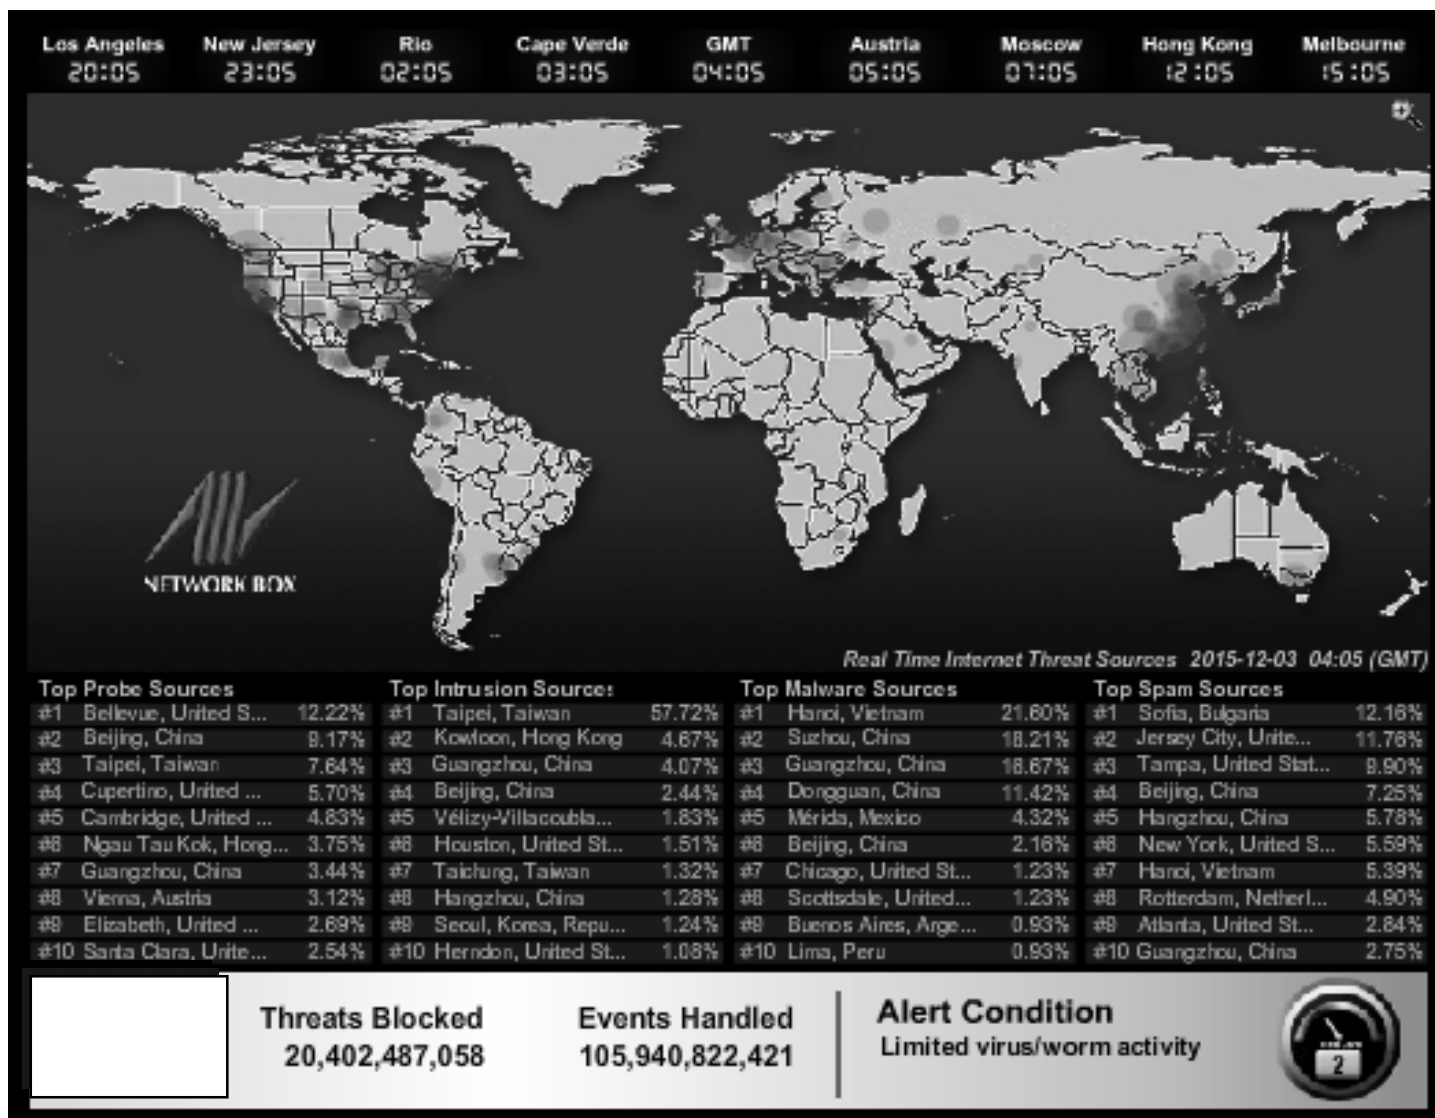 Los Angeles New Jersey Rio Cape Verde GMT Austria Moscow Hong Kong Melbourne
20:05 23:05 02:05 03:05 04:05 05:05 07:05 12:05 15:05
NETWORK BOX
Real Time Internet Threat Sources 2015-12-03 04:05 (GMT)
Top Probe Sources
#1 Bellevue, United S... 12.22%
#2 Beijing, China 9.17%
#3 Taipei, Taiwan 7.64%
#4 Cupertino, United ... 5.70%
#5 Cambridge, United ... 4.83%
#6 Ngau Tau Kok, Hong... 3.75%
#7 Guangzhou, China 3.44%
#8 Vienna, Austria 3.12%
#9 Elizabeth, United ... 2.69%
#10 Santa Clara, Unite... 2.54%
Top Intrusion Sources
#1 Taipei, Taiwan 57.72%
#2 Kowloon, Hong Kong 4.67%
#3 Guangzhou, China 4.07%
#4 Beijing, China 2.44%
#5 Vélizy-Villacoubla... 1.63%
#6 Houston, United St... 1.51%
#7 Taichung, Taiwan 1.32%
#8 Hangzhou, China 1.28%
#9 Seoul, Korea, Repu... 1.24%
#10 Herndon, United St... 1.08%
Top Malware Sources
#1 Hanoi, Vietnam 21.60%
#2 Suzhou, China 18.21%
#3 Guangzhou, China 16.67%
#4 Dongguan, China 11.42%
#5 Mérida, Mexico 4.32%
#6 Beijing, China 2.16%
#7 Chicago, United St... 1.23%
#8 Scottsdale, United... 1.23%
#9 Buenos Aires, Arge... 0.93%
#10 Lima, Peru 0.93%
Top Spam Sources
#1 Sofia, Bulgaria 12.16%
#2 Jersey City, Unite... 11.76%
#3 Tampa, United Stat... 9.90%
#4 Beijing, China 7.25%
#5 Hangzhou, China 5.78%
#6 New York, United S... 5.59%
#7 Hanoi, Vietnam 5.39%
#8 Rotterdam, Netherl... 4.90%
#9 Atlanta, United St... 2.84%
#10 Guangzhou, China 2.75%
Threats Blocked
20,402,487,058
Events Handled
105,940,822,421
Alert Condition
Limited virus/worm activity
2